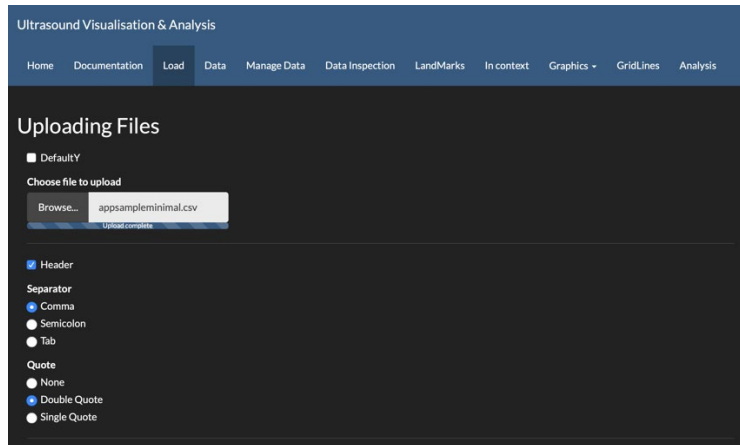 Ultrasound Visualisation & Analysis
Home Documentation Load Data Manage Data Data Inspection LandMarks In context Graphics GridLines Analysis
Uploading Files
DefaultY
Choose file to upload
Browse... appsampleminimal.csv
Upload complete
Header
Separator
Comma
Semicolon
Tab
Quote
None
Double Quote
Single Quote